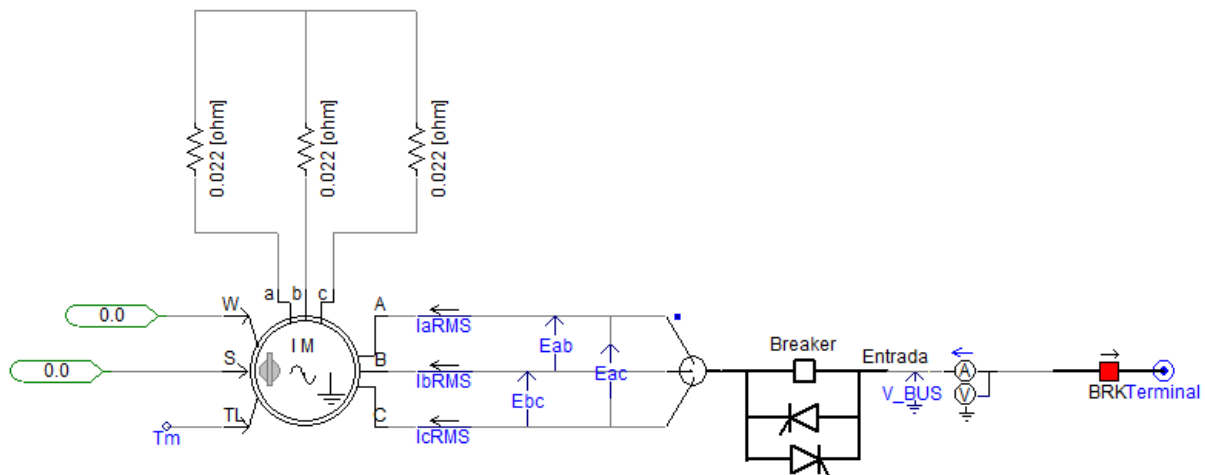 0.022 [ohm]
0.022 [ohm]
0.022 [ohm]
a b c
0.0
W
A
0.0
S
I M
B
TL
C
Tm
IaRMS
IbRMS
IcRMS
Eab
Ebc
Eac
Breaker
Entrada
V_BUS
A
V
BRK
Terminal